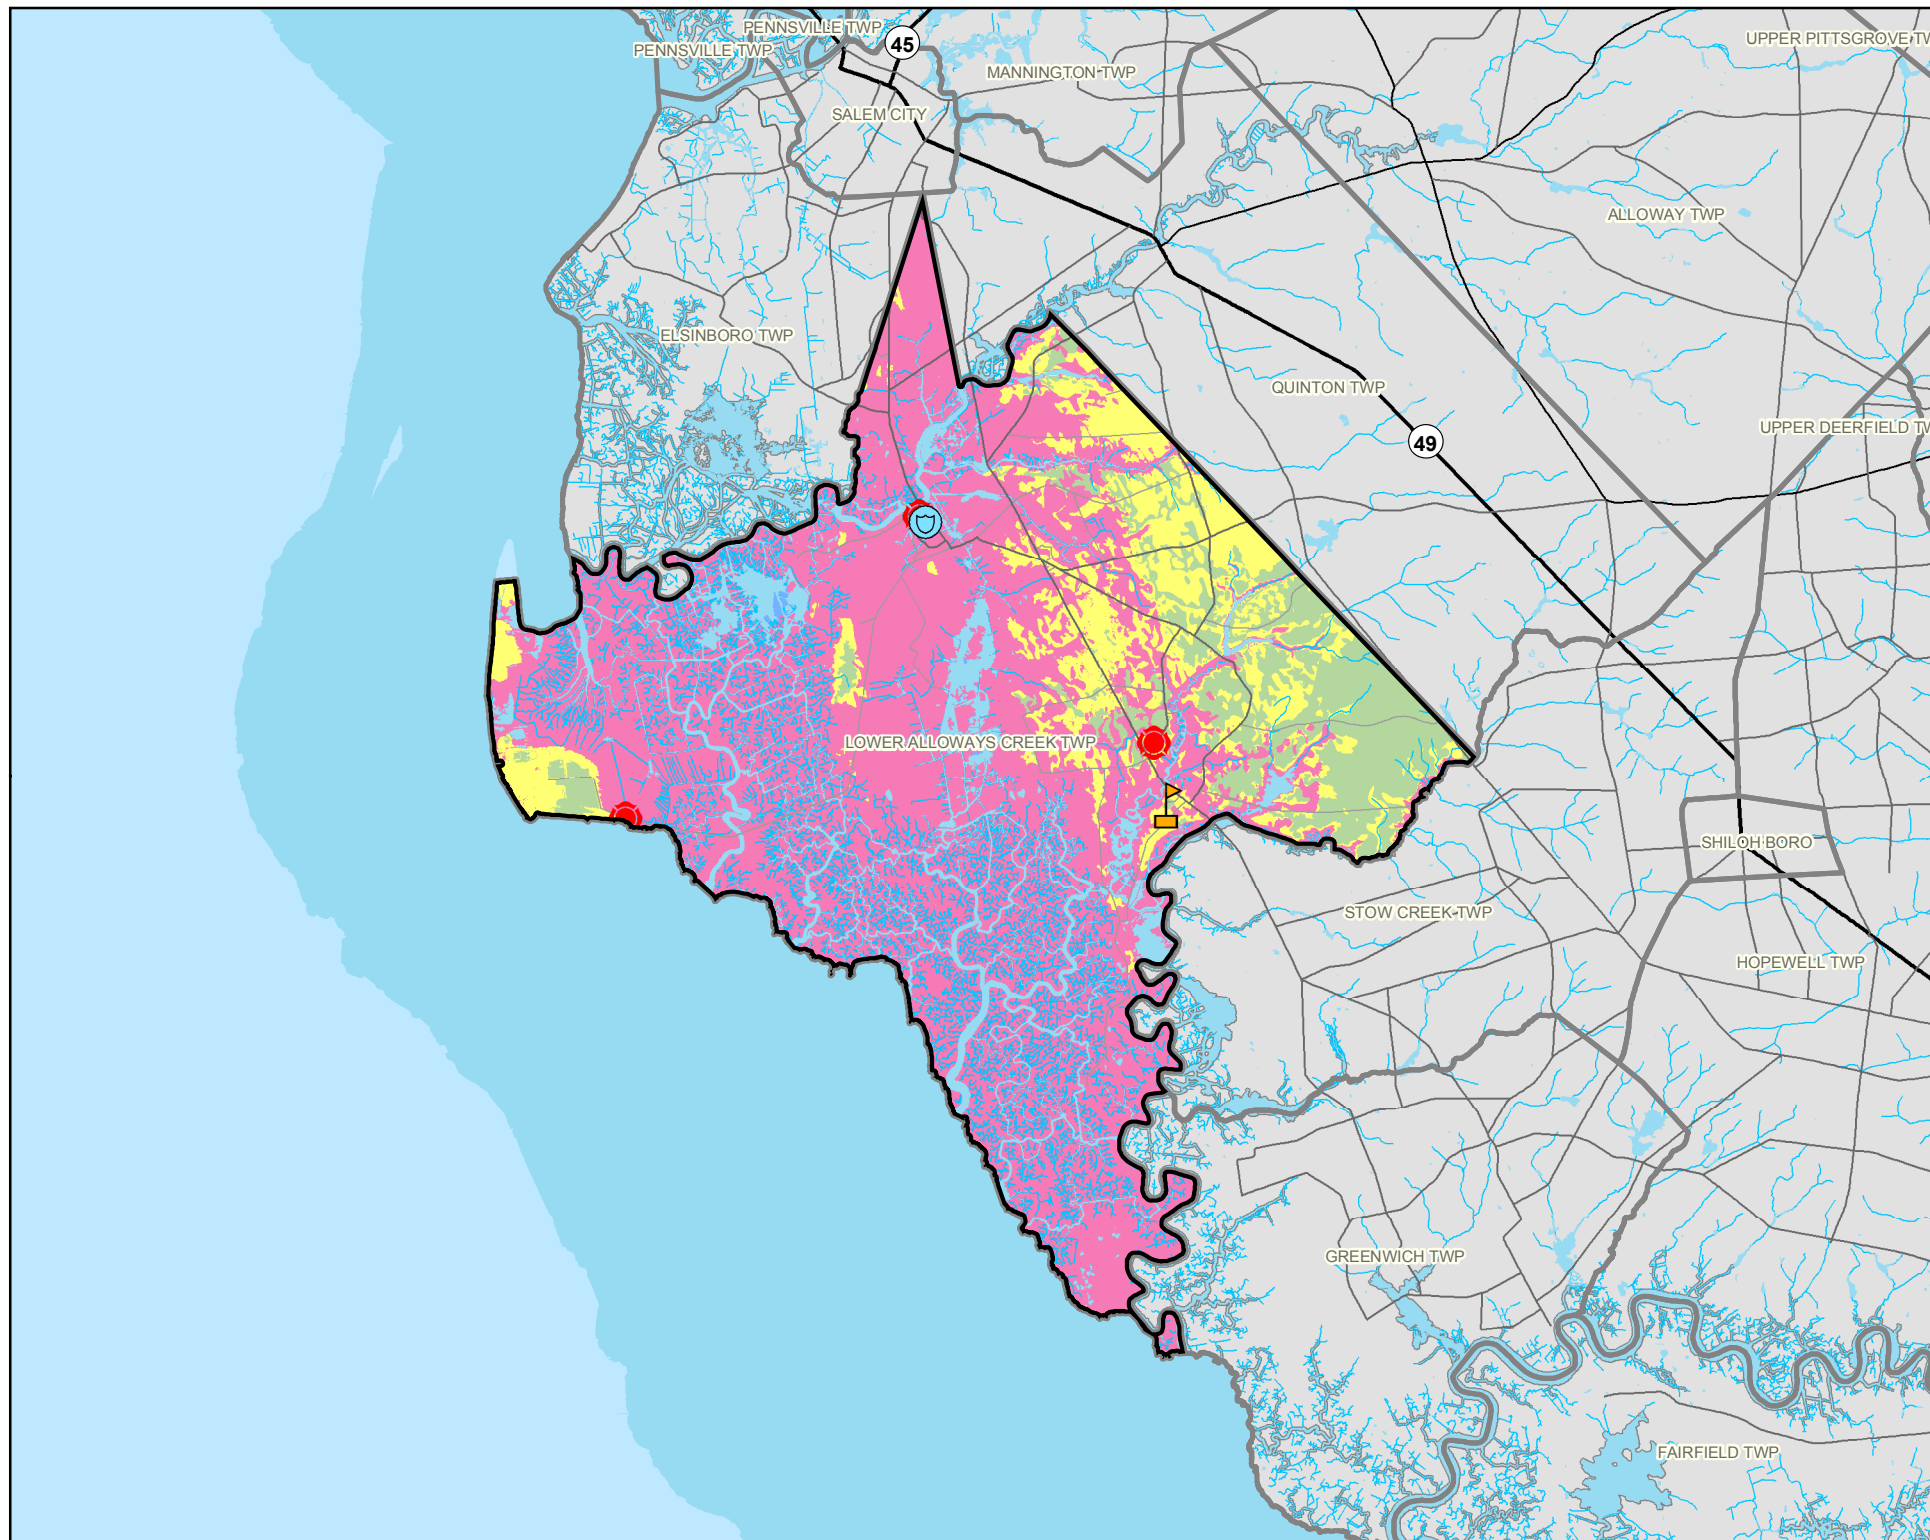 PENNSVILLE TWP
PENNSVILLE TWP
45
UPPER PITTSGROVE TW
MANNINGTON TWP
SALEM CITY
ALLOWAY TWP
ELSINBORO TWP
QUINTON TWP
UPPER DEERFIELD TW
49
LOWER ALLOWAYS CREEK TWP
SHILOH BORO
STOW CREEK TWP
HOPEWELL TWP
GREENWICH TWP
FAIRFIELD TWP